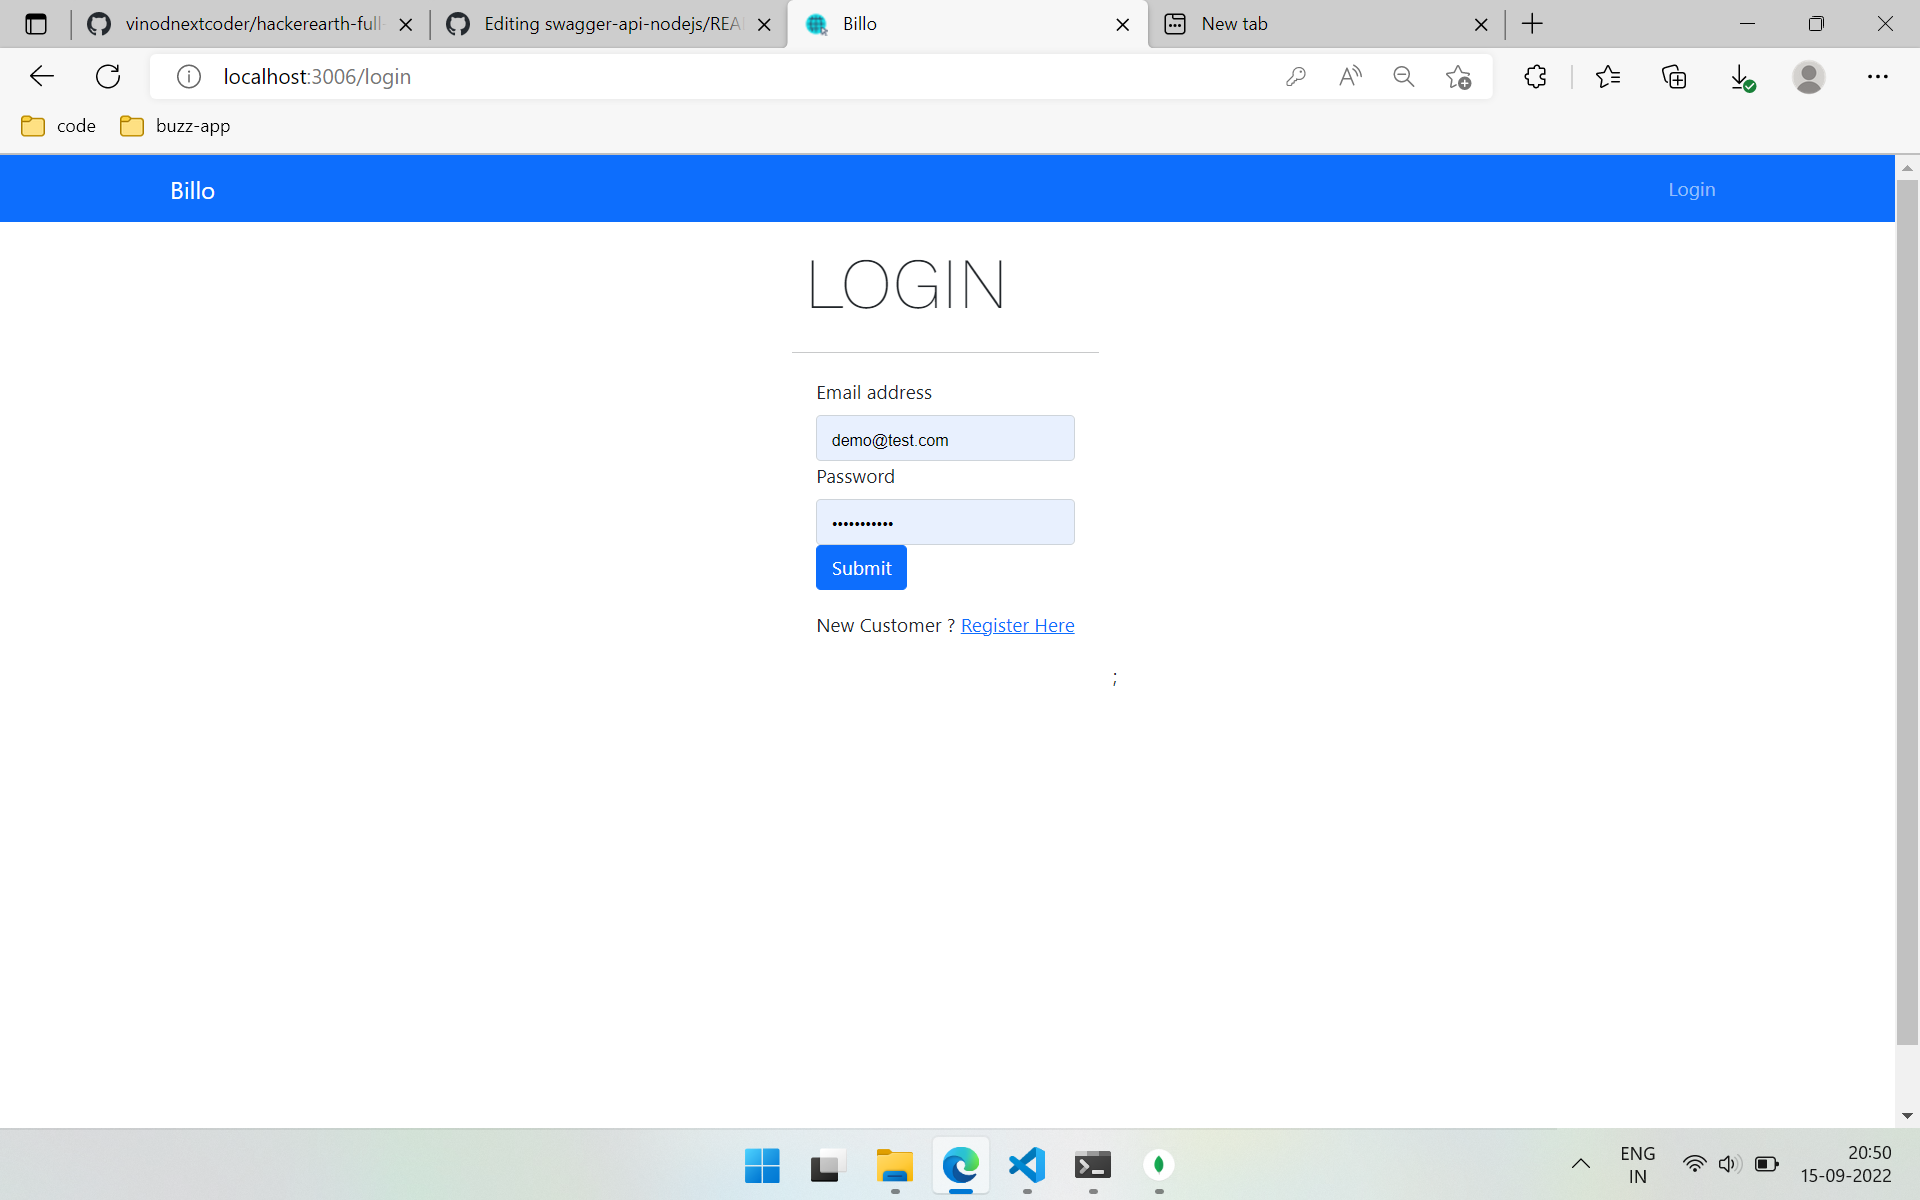 vinodnextcoder/hackerearth-full-
Editing swagger-api-nodejs/REA
Billo
New tab
localhost:3006/login
code
buzz-app
Billo
Login
LOGIN
Email address
demo@test.com
Password
•••••••••••
Submit
New Customer ? Register Here
;
ENG
IN
20:50
15-09-2022